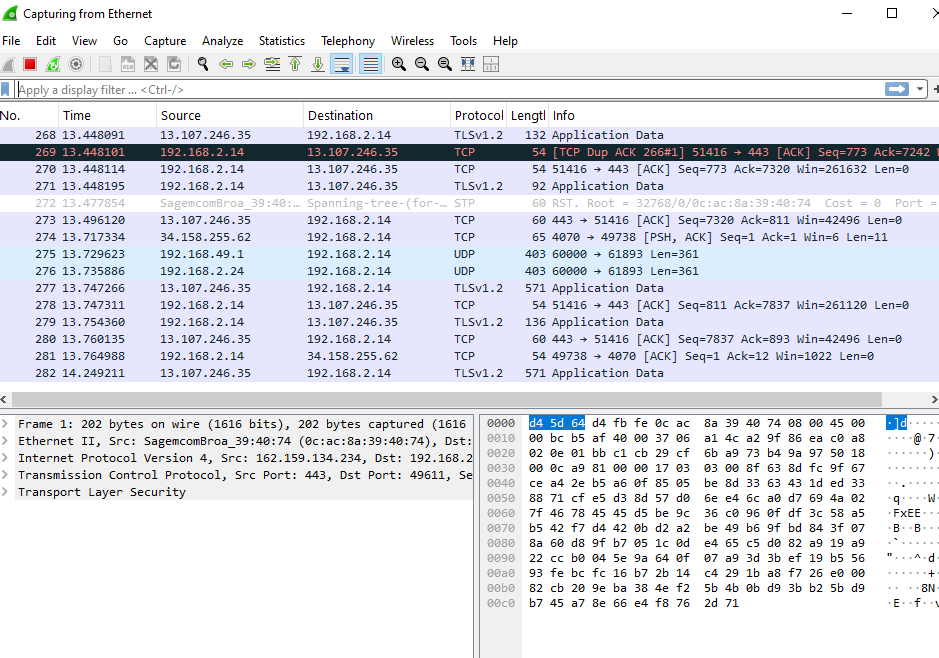 Capturing from Ethernet
File Edit View Go Capture Analyze Statistics Telephony Wireless Tools Help
Apply a display filter ... <Ctrl-/>
No. Time Source Destination Protocol Lengtl Info
268 13.448091 13.107.246.35 192.168.2.14 TLSv1.2 132 Application Data
269 13.448101 192.168.2.14 13.107.246.35 TCP 54 [TCP Dup ACK 266#1] 51416 → 443 [ACK] Seq=773 Ack=7242
270 13.448114 192.168.2.14 13.107.246.35 TCP 54 51416 → 443 [ACK] Seq=773 Ack=7320 Win=261632 Len=0
271 13.448195 13.107.246.35 192.168.2.14 TLSv1.2 92 Application Data
272 13.477854 SagemcomBroa_39:40:… Spanning-tree-(for-… STP 60 RST. Root = 32768/0/0c:ac:8a:39:40:74 Cost = 0 Port =
273 13.496120 13.107.246.35 192.168.2.14 TCP 60 443 → 51416 [ACK] Seq=7320 Ack=811 Win=42496 Len=0
274 13.717334 34.158.255.62 192.168.2.14 TCP 65 4070 → 49738 [PSH, ACK] Seq=1 Ack=1 Win=6 Len=11
275 13.729623 192.168.49.1 192.168.2.14 UDP 403 60000 → 61893 Len=361
276 13.735886 192.168.2.24 192.168.2.14 UDP 403 60000 → 61893 Len=361
277 13.747266 13.107.246.35 192.168.2.14 TLSv1.2 571 Application Data
278 13.747311 192.168.2.14 13.107.246.35 TCP 54 51416 → 443 [ACK] Seq=811 Ack=7837 Win=261120 Len=0
279 13.754360 192.168.2.14 13.107.246.35 TLSv1.2 136 Application Data
280 13.760135 13.107.246.35 192.168.2.14 TCP 60 443 → 51416 [ACK] Seq=7837 Ack=893 Win=42496 Len=0
281 13.764988 192.168.2.14 34.158.255.62 TCP 54 49738 → 4070 [ACK] Seq=1 Ack=12 Win=1022 Len=0
282 14.249211 13.107.246.35 192.168.2.14 TLSv1.2 571 Application Data
Frame 1: 202 bytes on wire (1616 bits), 202 bytes captured (1616
Ethernet II, Src: SagemcomBroa_39:40:74 (0c:ac:8a:39:40:74), Dst:
Internet Protocol Version 4, Src: 162.159.134.234, Dst: 192.168.2
Transmission Control Protocol, Src Port: 443, Dst Port: 49611, Se
Transport Layer Security
0000 d4 5d 64 d4 fb fe 0c ac 8a 39 40 74 08 00 45 00 ·]d·····
0010 00 bc b5 af 40 00 37 06 a1 4c a2 9f 86 ea c0 a8 ····@·7·
0020 02 0e 01 bb c1 cb 29 cf 6b a9 73 b4 9a 97 50 18 ······)·
0030 00 0c a9 81 00 00 17 03 03 00 8f 63 8d fc 9f 67 ········
0040 ce a4 2e b5 a6 0f 85 05 be 8d 33 63 43 1d ed 33 ··.·····
0050 88 71 cf e5 d3 8d 57 d0 6e e4 6c a0 d7 69 4a 02 ·q····W·
0060 7f 46 78 45 45 d5 be 9c 36 c0 96 0f df 3c 58 a5 ·FxEE···
0070 b5 42 f7 d4 42 0b d2 a2 be 49 b6 9f bd 84 3f 07 ·B··B···
0080 8a 60 d8 9f b7 05 1c 0d e4 65 c5 d0 82 a9 19 a9 ·`······
0090 22 cc b0 04 5e 9a 64 0f 07 a9 3d 3b ef 19 b5 56 "···^·d·
00a0 93 fe bc fc 16 b7 2b 14 c4 29 1b a8 f7 26 e0 00 ······+·
00b0 82 cb 20 9e ba 38 4e f2 5b 4b 0b d9 3b b2 5b d9 ·· ··8N·
00c0 b7 45 a7 8e 66 e4 f8 76 2d 71 ·E··f··v